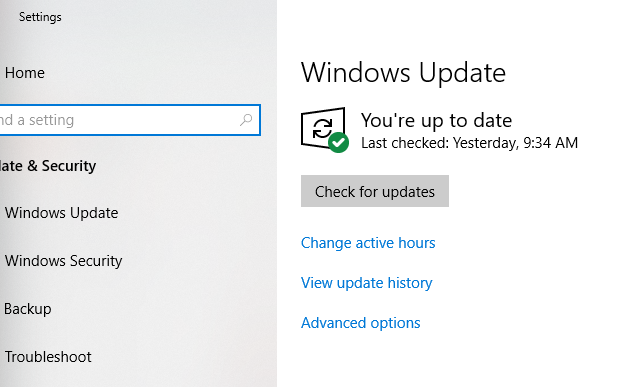 Settings
Home
nd a setting
date & Security
Windows Update
Windows Security
Backup
Troubleshoot
Windows Update
You're up to date
Last checked: Yesterday, 9:34 AM
Check for updates
Change active hours
View update history
Advanced options